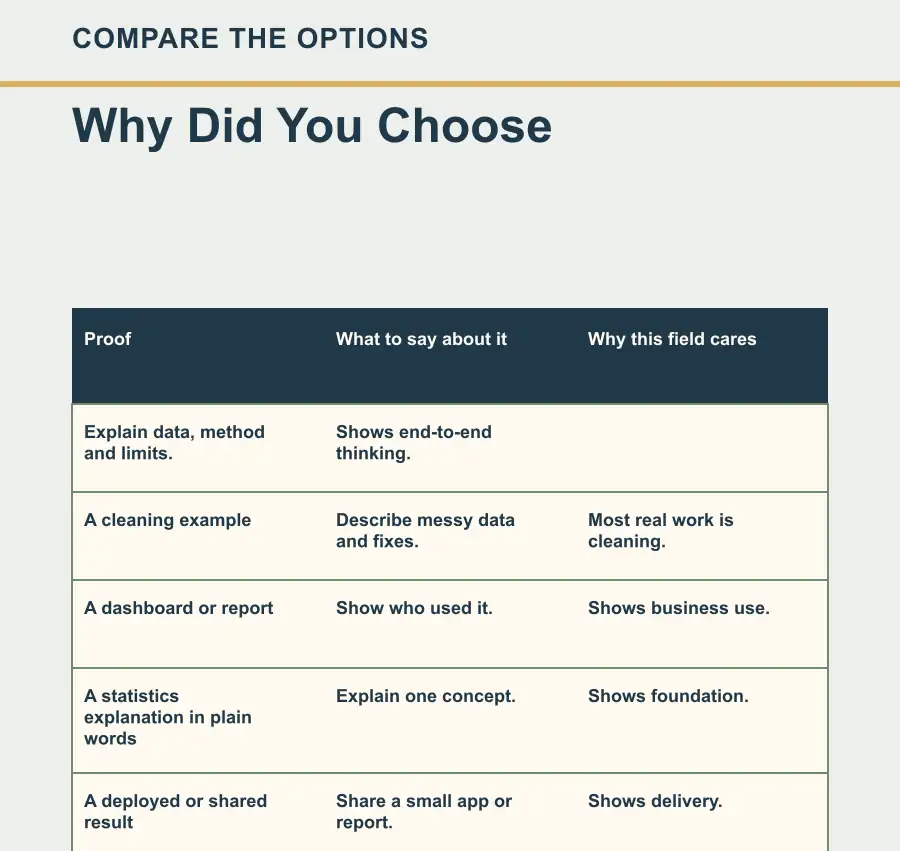 COMPARE THE OPTIONS
Why Did You Choose
Proof
What to say about it
Why this field cares
Explain data, method
and limits.
Shows end-to-end
thinking.
A cleaning example
Describe messy data
and fixes.
Most real work is
cleaning.
A dashboard or report
Show who used it.
Shows business use.
A statistics
explanation in plain
words
Explain one concept.
Shows foundation.
A deployed or shared
result
Share a small app or
report.
Shows delivery.